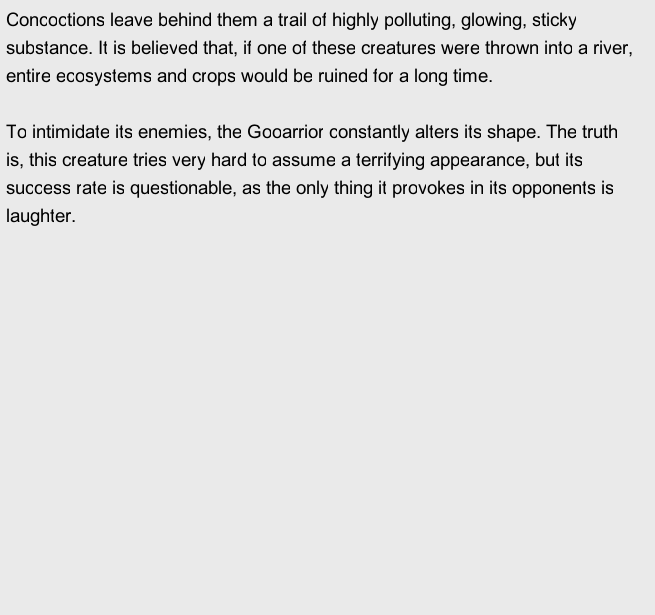 Concoctions leave behind them a trail of highly polluting, glowing, sticky
substance. It is believed that, if one of these creatures were thrown into a river,
entire ecosystems and crops would be ruined for a long time.

To intimidate its enemies, the Gooarrior constantly alters its shape. The truth
is, this creature tries very hard to assume a terrifying appearance, but its
success rate is questionable, as the only thing it provokes in its opponents is
laughter.